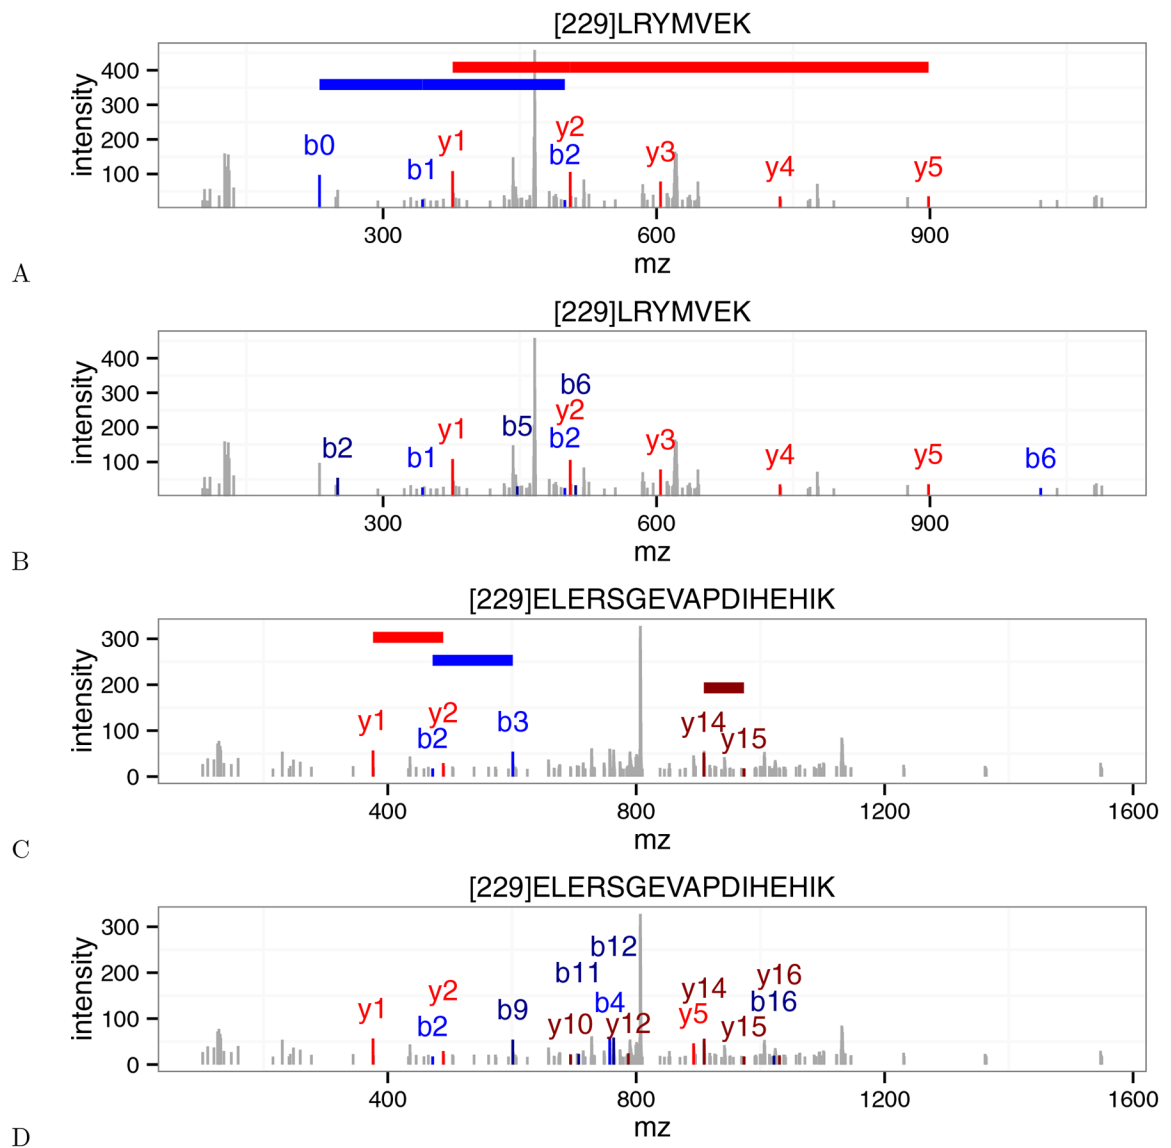 [229]LRYMVEK
intensity
400
300
200
100
b0
b1
y1
y2
b2
y3
y4
y5
300
600
900
mz
A
[229]LRYMVEK
intensity
400
300
200
100
b2
b1
y1
b5
b6
y2
b2
y3
y4
y5
b6
300
600
900
mz
B
[229]ELERSGEVAPDIHEHIK
intensity
300
200
100
0
y1
y2
b2
b3
y14
y15
400
800
1200
1600
mz
C
[229]ELERSGEVAPDIHEHIK
intensity
300
200
100
0
y1
y2
b2
b9
b12
b11
b4
y10
y12
y14
y5
y15
y16
b16
400
800
1200
1600
mz
D